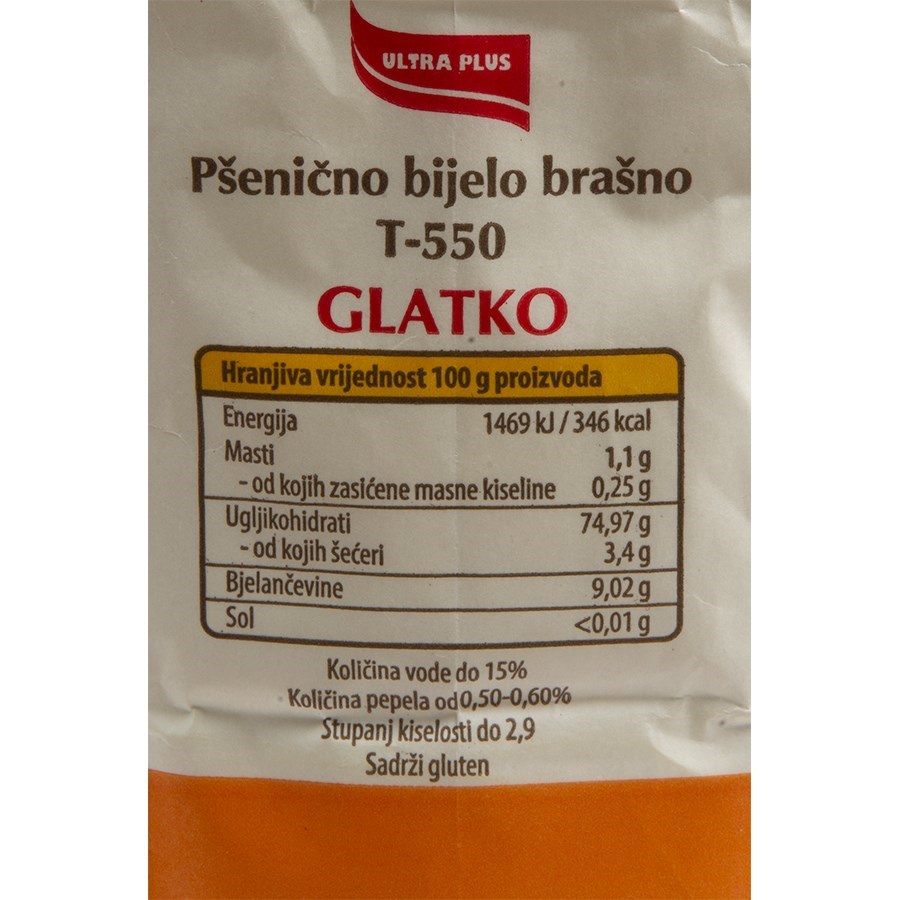 ULTRA PLUS
Pšenično bijelo brašno
T-550
GLATKO
Hranjiva vrijednost 100 g proizvoda
Energija 1469 kJ / 346 kcal
Masti 1,1 g
- od kojih zasićene masne kiseline 0,25 g
Ugljikohidrati 74,97 g
- od kojih šećeri 3,4 g
Bjelančevine 9,02 g
Sol <0,01 g
Količina vode do 15%
Količina pepela od 0,50-0,60%
Stupanj kiselosti do 2,9
Sadrži gluten